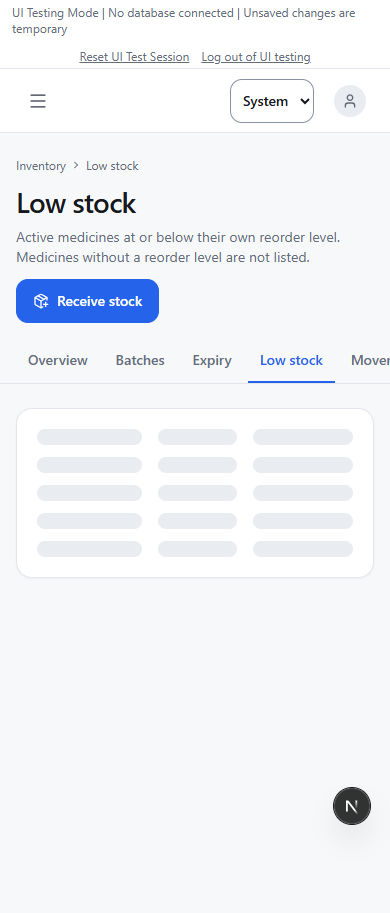 UI Testing Mode | No database connected | Unsaved changes are
temporary
Reset UI Test Session Log out of UI testing
System
Inventory > Low stock
Low stock
Active medicines at or below their own reorder level.
Medicines without a reorder level are not listed.
Receive stock
Overview Batches Expiry Low stock
N